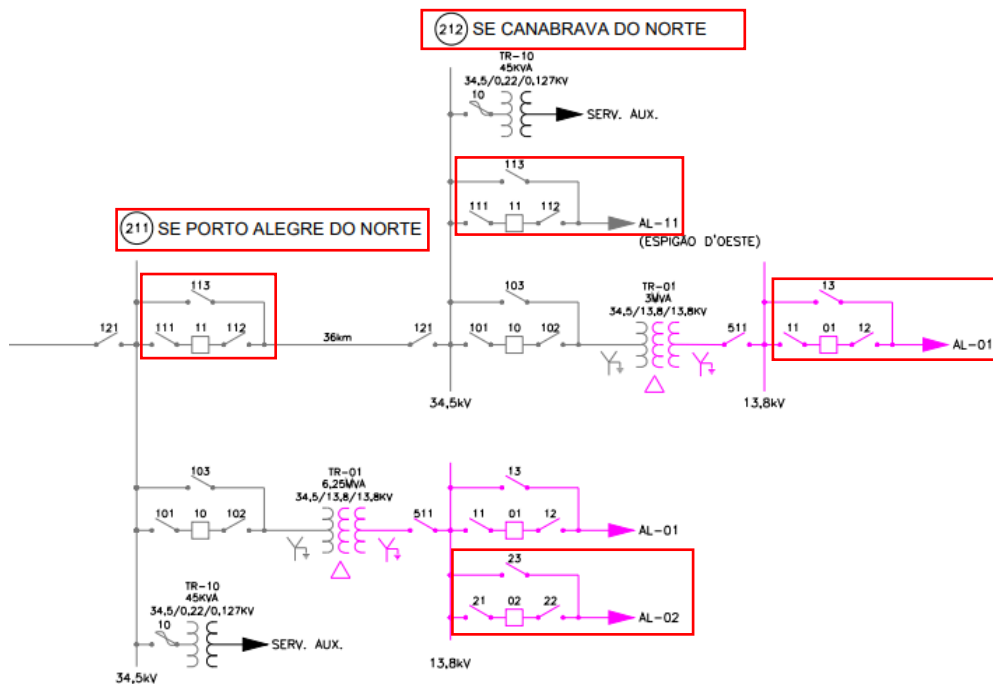 212 SE CANABRAVA DO NORTE
TR-10
45KVA
34,5/0,22/0,127KV
10
SERV. AUX.
113
111 11 112
AL-11
(ESPIGÃO D'OESTE)
211 SE PORTO ALEGRE DO NORTE
113
121 111 11 112
36km
103
121 101 10 102
TR-01
3MVA
34,5/13,8/13,8KV
511
13
11 01 12
AL-01
34,5kV
13,8kV
103
101 10 102
TR-01
6,25MVA
34,5/13,8/13,8KV
511
13
11 01 12
AL-01
23
21 02 22
AL-02
TR-10
45KVA
34,5/0,22/0,127KV
10
SERV. AUX.
34,5kV
13,8kV